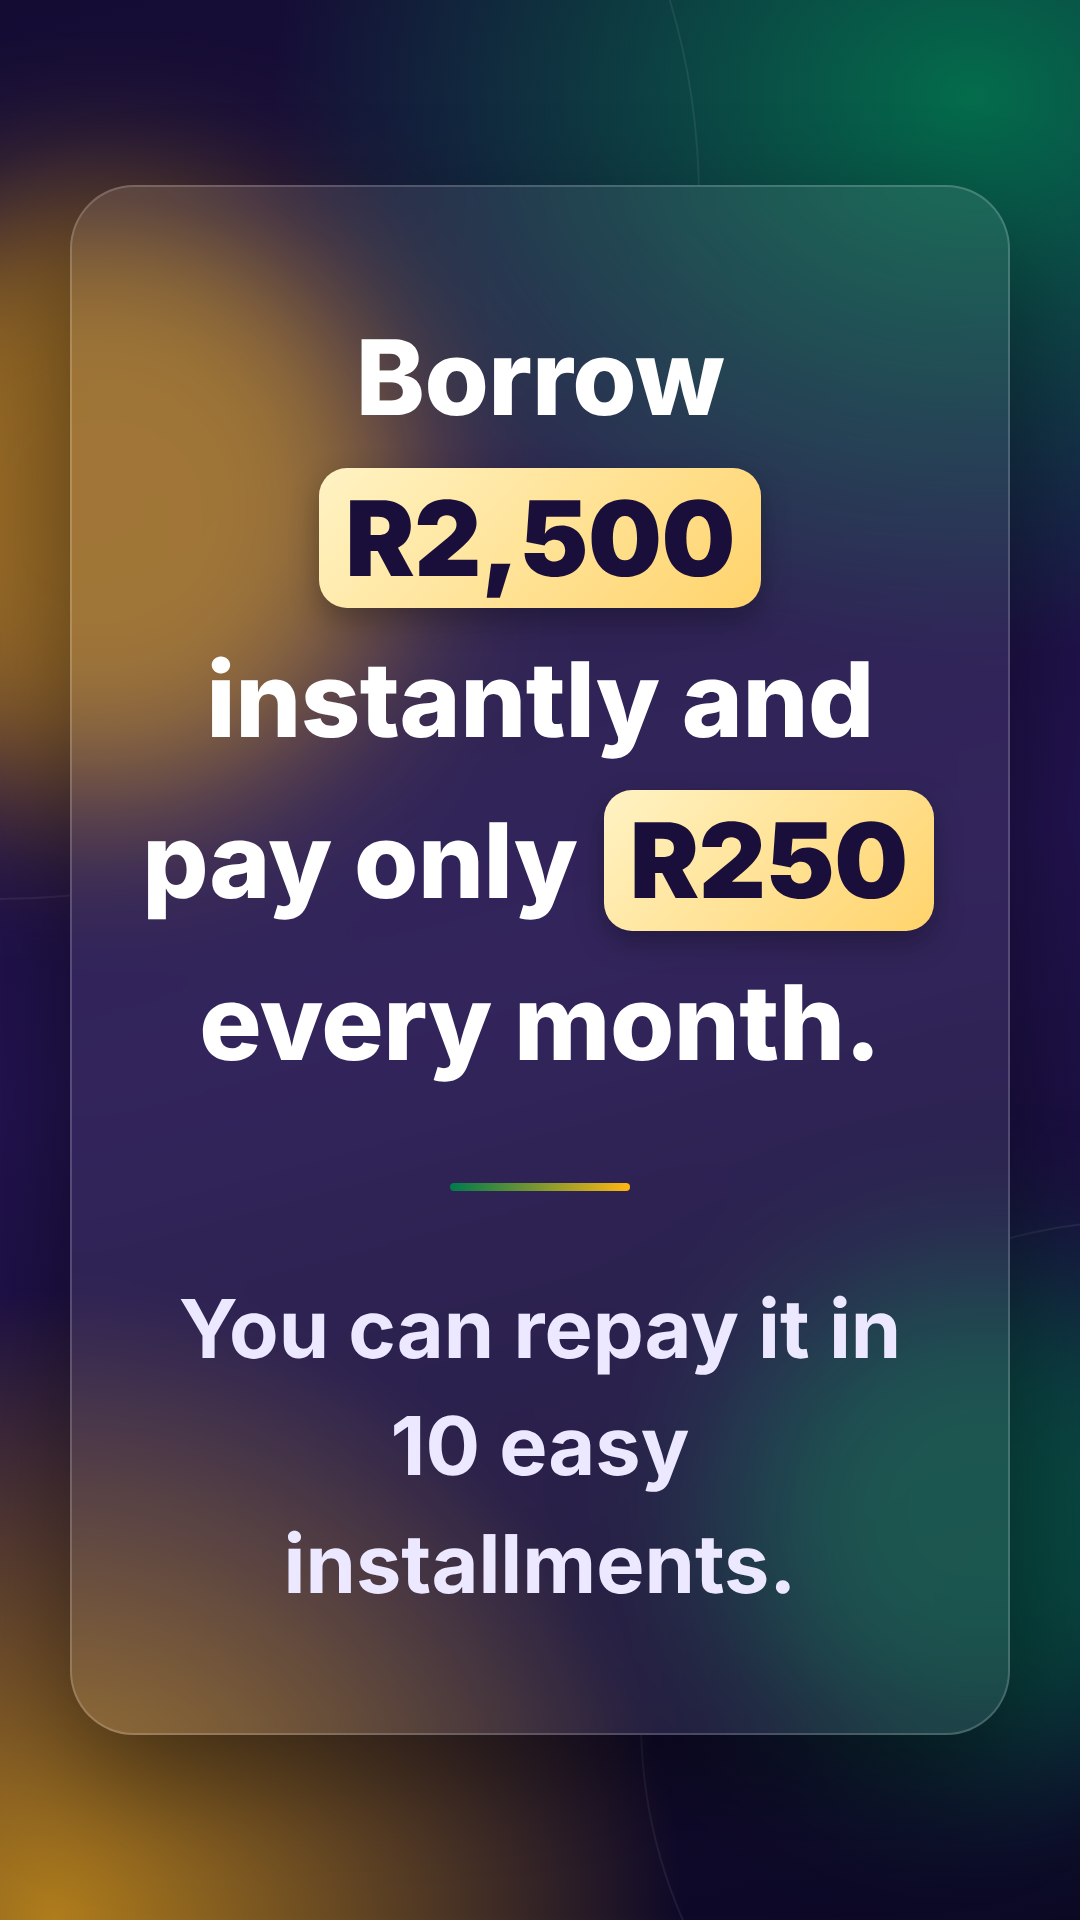 Borrow
R2,500
instantly and
pay only R250
every month.
You can repay it in
10 easy
installments.